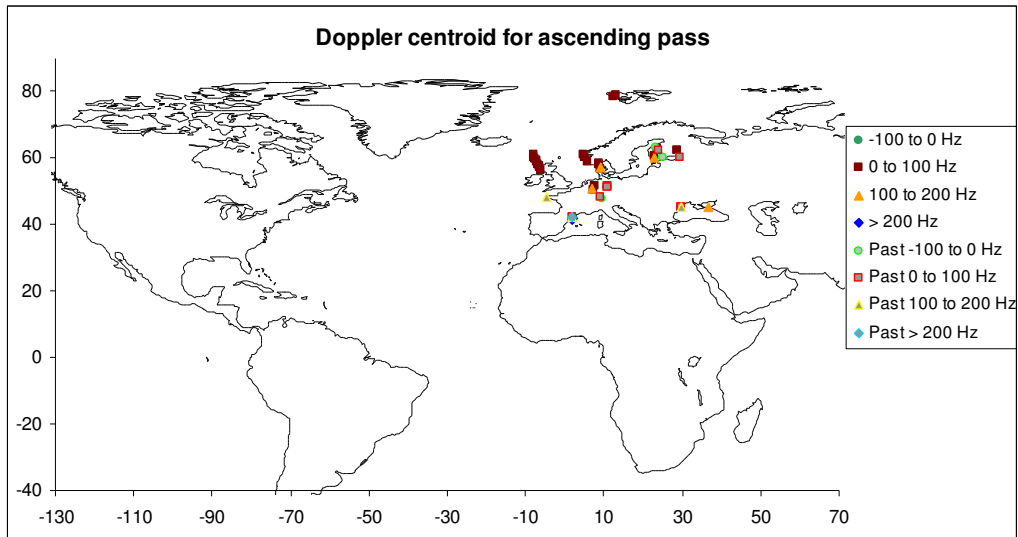 Doppler centroid for ascending pass
80
60
40
20
0
-20
-40
-130
-110
-90
-70
-50
-30
-10
10
30
50
70
-100 to 0 Hz
0 to 100 Hz
100 to 200 Hz
> 200 Hz
Past -100 to 0 Hz
Past 0 to 100 Hz
Past 100 to 200 Hz
Past > 200 Hz